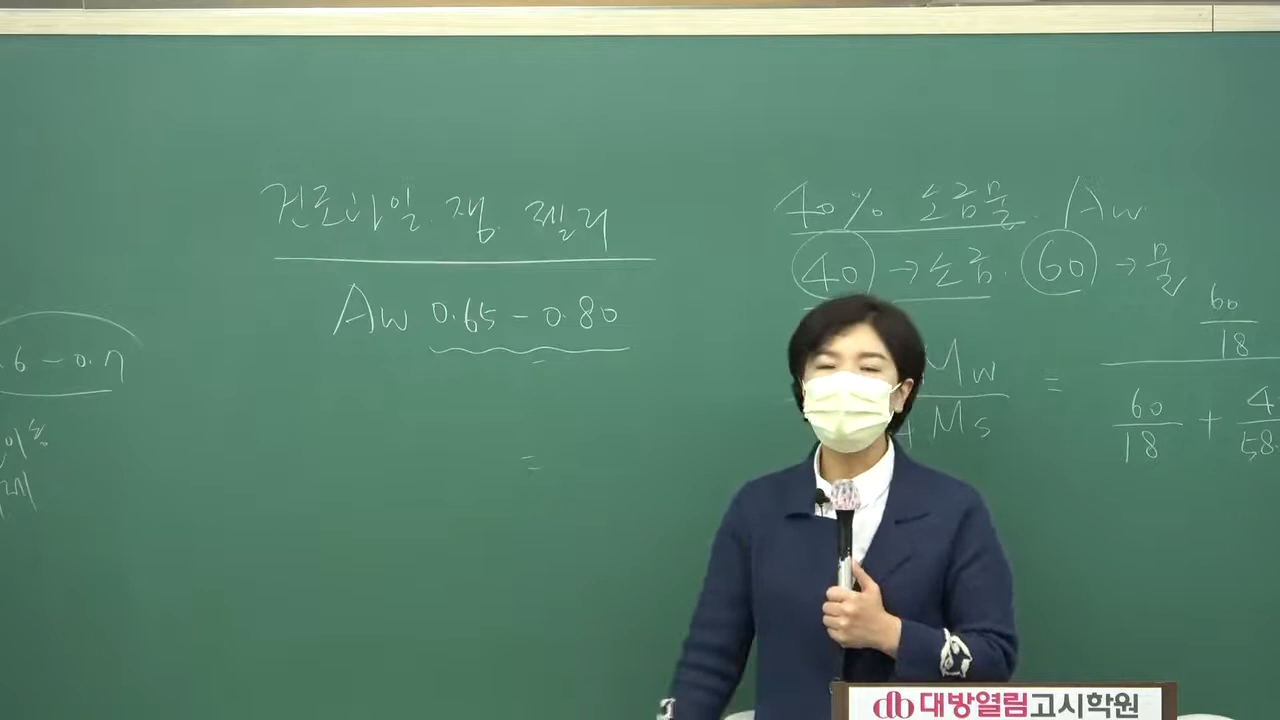 건조과일. 잼. 젤리
Aw 0.65 - 0.80
.6 - 0.7
40% 소금물. Aw
40 → 소금. 60 → 물
Mw
Ms
=
60
18
60
18
+
4
58.
대방열림고시학원